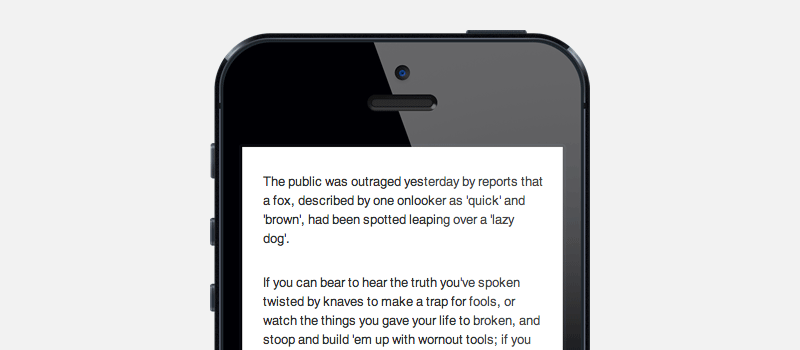 The public was outraged yesterday by reports that
a fox, described by one onlooker as 'quick' and
'brown', had been spotted leaping over a 'lazy
dog'.
If you can bear to hear the truth you've spoken
twisted by knaves to make a trap for fools, or
watch the things you gave your life to broken, and
stoop and build 'em up with wornout tools; if you